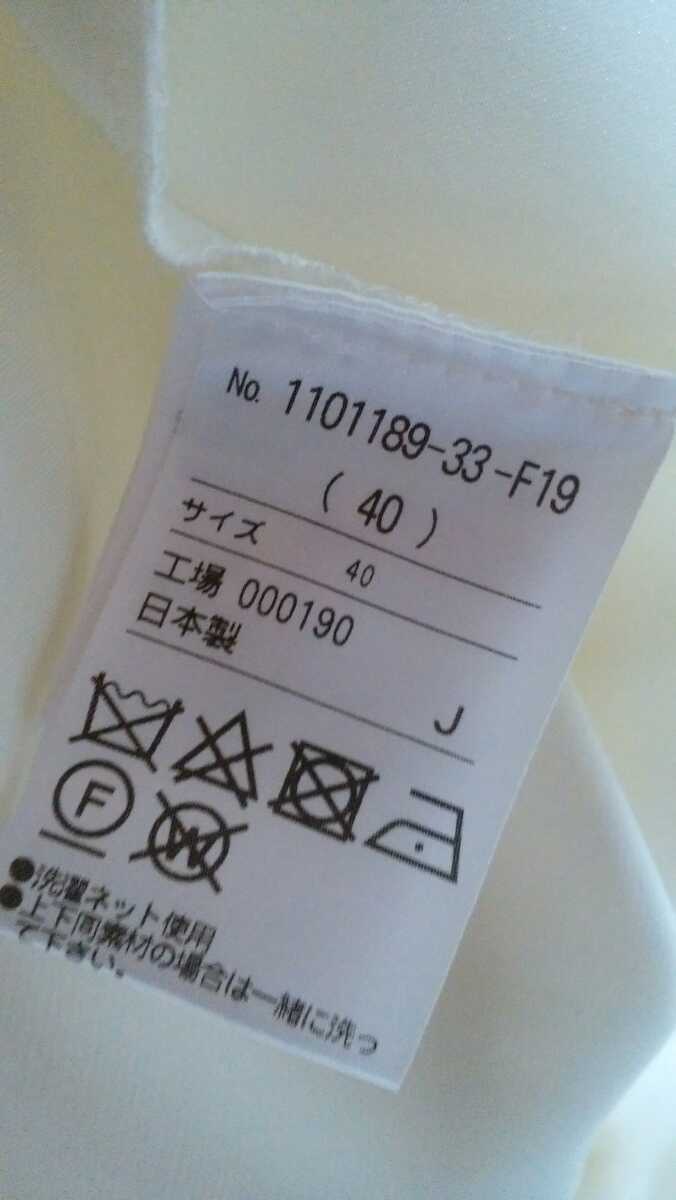 No. 1101189-33-F19
( 40 )
サイズ 40
工場 000190
日本製
J
F
W
●洗濯ネット使用
●上下同素材の場合は一緒に洗っ
て下さい。